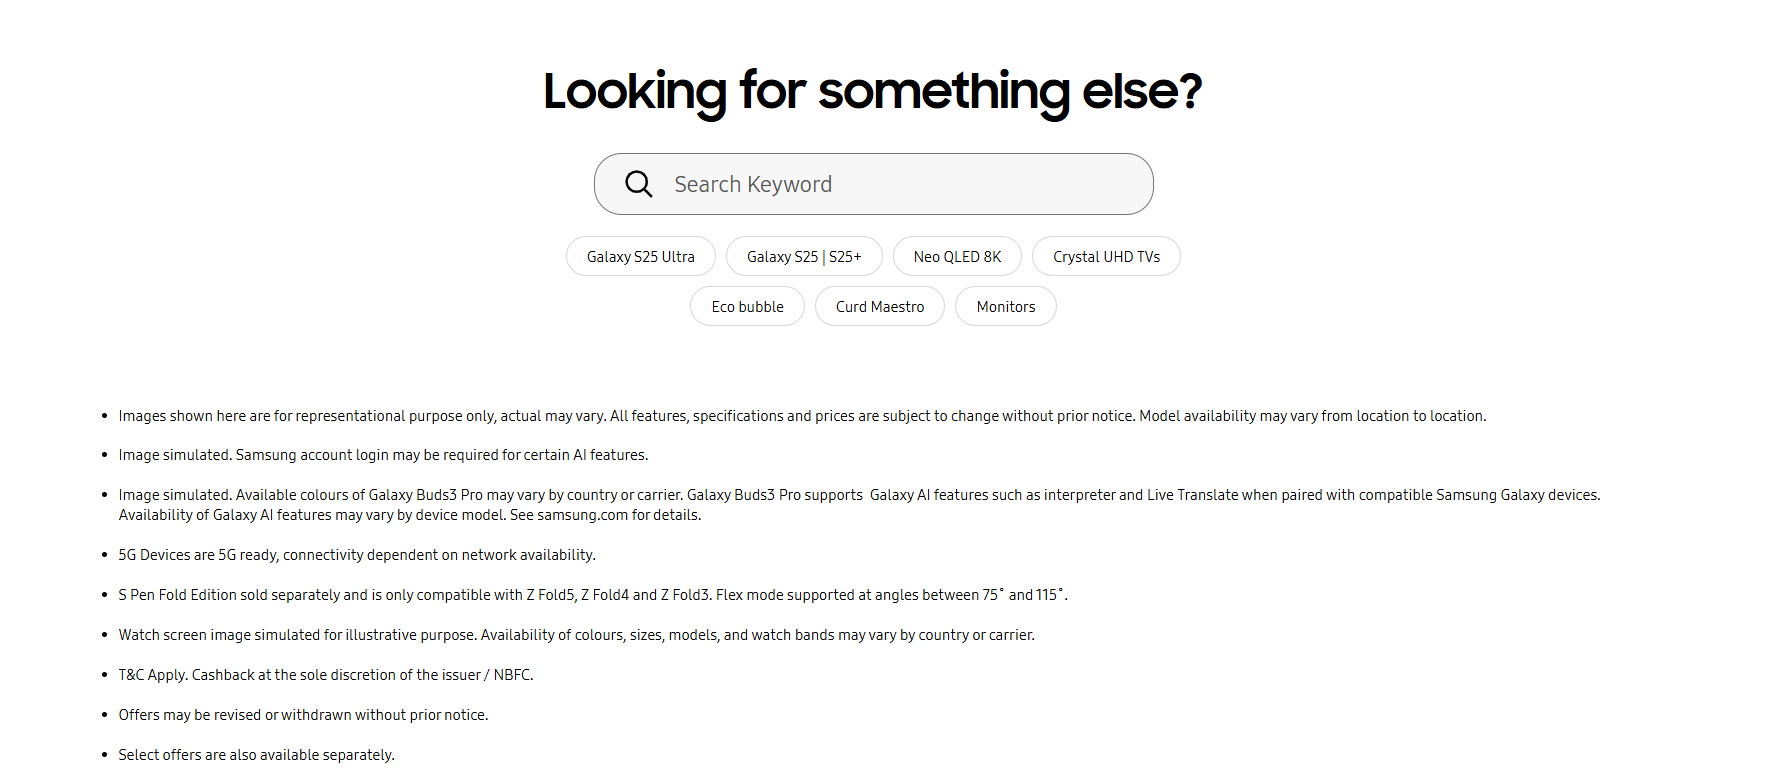 Looking for something else?
Search Keyword
Galaxy S25 Ultra
Galaxy S25 | S25+
Neo QLED 8K
Crystal UHD TVs
Eco bubble
Curd Maestro
Monitors
• Images shown here are for representational purpose only, actual may vary. All features, specifications and prices are subject to change without prior notice. Model availability may vary from location to location.
• Image simulated. Samsung account login may be required for certain AI features.
• Image simulated. Available colours of Galaxy Buds3 Pro may vary by country or carrier. Galaxy Buds3 Pro supports  Galaxy AI features such as interpreter and Live Translate when paired with compatible Samsung Galaxy devices.
Availability of Galaxy AI features may vary by device model. See samsung.com for details.
• 5G Devices are 5G ready, connectivity dependent on network availability.
• S Pen Fold Edition sold separately and is only compatible with Z Fold5, Z Fold4 and Z Fold3. Flex mode supported at angles between 75˚ and 115˚.
• Watch screen image simulated for illustrative purpose. Availability of colours, sizes, models, and watch bands may vary by country or carrier.
• T&C Apply. Cashback at the sole discretion of the issuer / NBFC.
• Offers may be revised or withdrawn without prior notice.
• Select offers are also available separately.